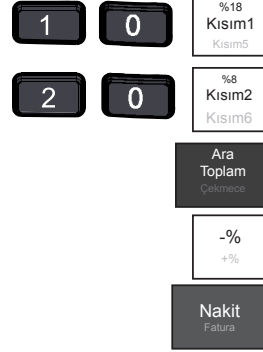 1 0 %18
Kısım1
Kısım5
2 0 %8
Kısım2
Kısım6
Ara
Toplam
Çekmece
-%
+%
Nakit
Fatura